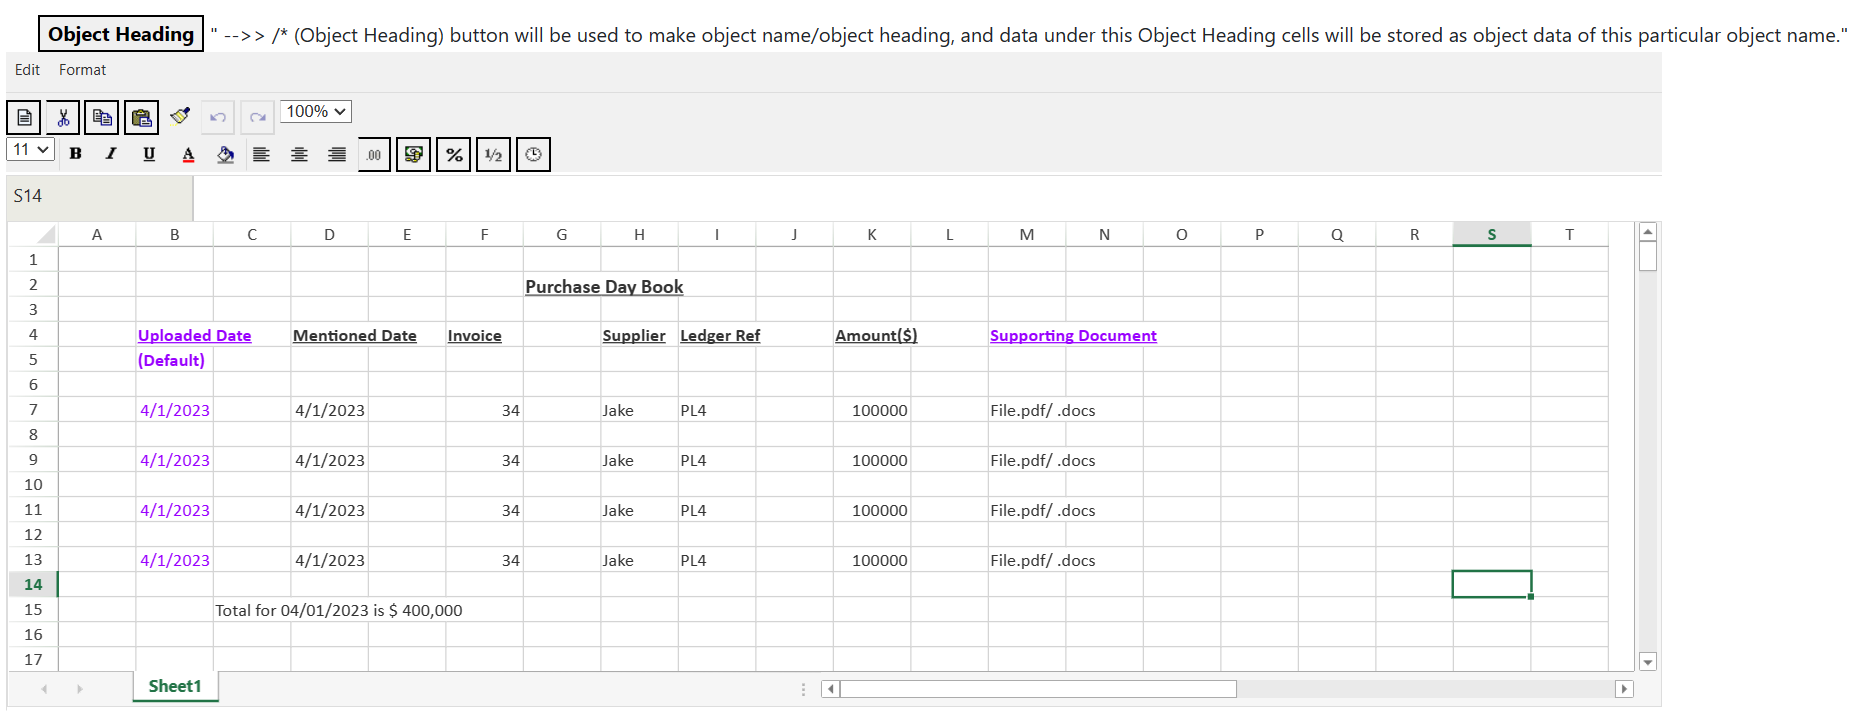 Object Heading " -->> /* (Object Heading) button will be used to make object name/object heading, and data under this Object Heading cells will be stored as object data of this particular object name."
Edit Format
100%
11 B I U A .00 % 1/2
S14
A B C D E F G H I J K L M N O P Q R S T
1
2 Purchase Day Book
3
4 Uploaded Date Mentioned Date Invoice Supplier Ledger Ref Amount($) Supporting Document
5 (Default)
6
7 4/1/2023 4/1/2023 34 Jake PL4 100000 File.pdf/ .docs
8
9 4/1/2023 4/1/2023 34 Jake PL4 100000 File.pdf/ .docs
10
11 4/1/2023 4/1/2023 34 Jake PL4 100000 File.pdf/ .docs
12
13 4/1/2023 4/1/2023 34 Jake PL4 100000 File.pdf/ .docs
14
15 Total for 04/01/2023 is $ 400,000
16
17
Sheet1